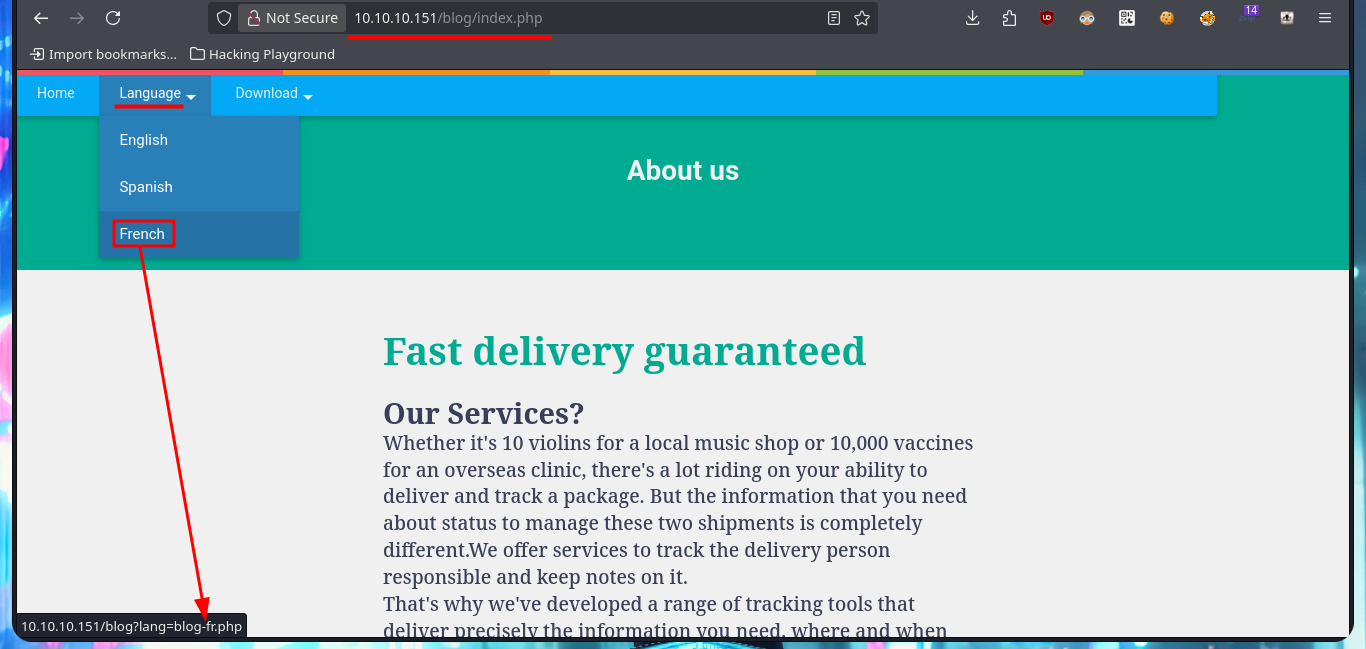 Not Secure 10.10.10.151/blog/index.php 14
Import bookmarks... Hacking Playground
Home Language Download
English
Spanish
French
About us
Fast delivery guaranteed
Our Services?
Whether it's 10 violins for a local music shop or 10,000 vaccines
for an overseas clinic, there's a lot riding on your ability to
deliver and track a package. But the information that you need
about status to manage these two shipments is completely
different.We offer services to track the delivery person
responsible and keep notes on it.
That's why we've developed a range of tracking tools that
deliver precisely the information you need, where and when
10.10.10.151/blog?lang=blog-fr.php